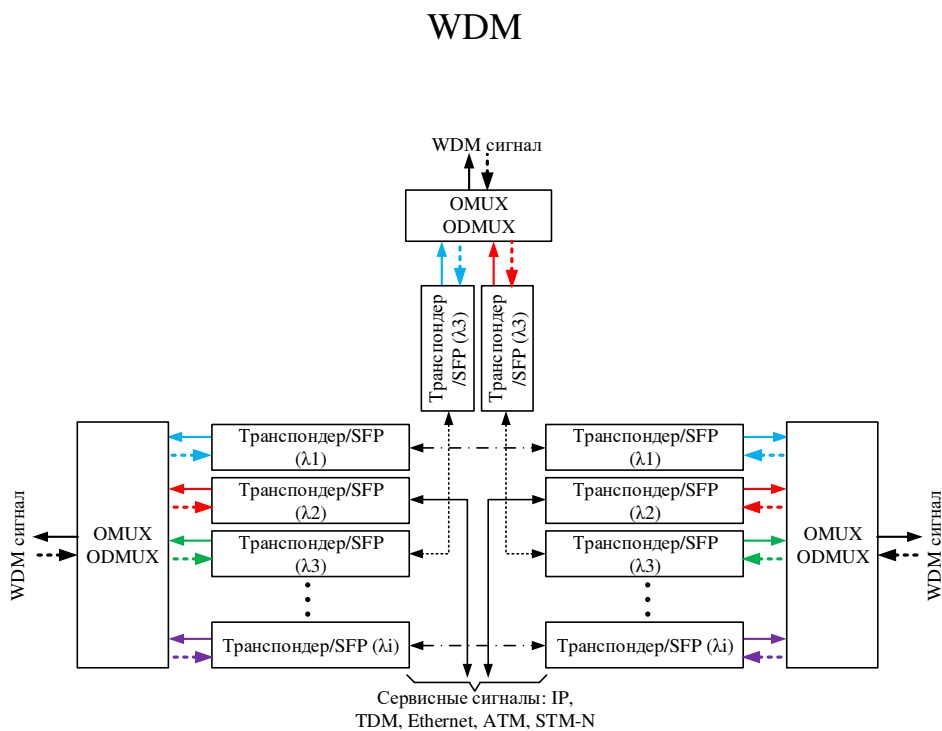 WDM
WDM сигнал
OMUX
ODMUX
Транспондер
/SFP (λ3)
Транспондер
/SFP (λ3)
WDM сигнал
OMUX
ODMUX
Транспондер/SFP
(λ1)
Транспондер/SFP
(λ2)
Транспондер/SFP
(λ3)
Транспондер/SFP (λi)
Транспондер/SFP
(λ1)
Транспондер/SFP
(λ2)
Транспондер/SFP
(λ3)
Транспондер/SFP (λi)
OMUX
ODMUX
WDM сигнал
Сервисные сигналы: IP,
TDM, Ethernet, ATM, STM-N